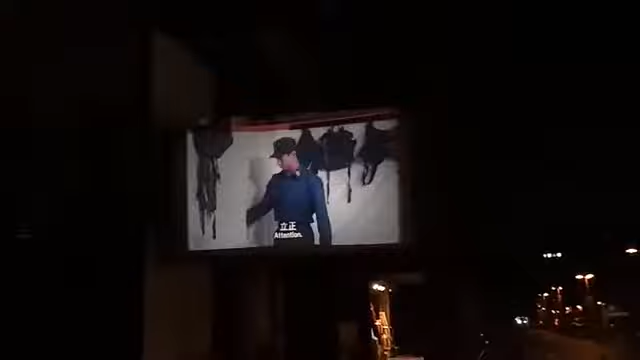 立正
Attention.